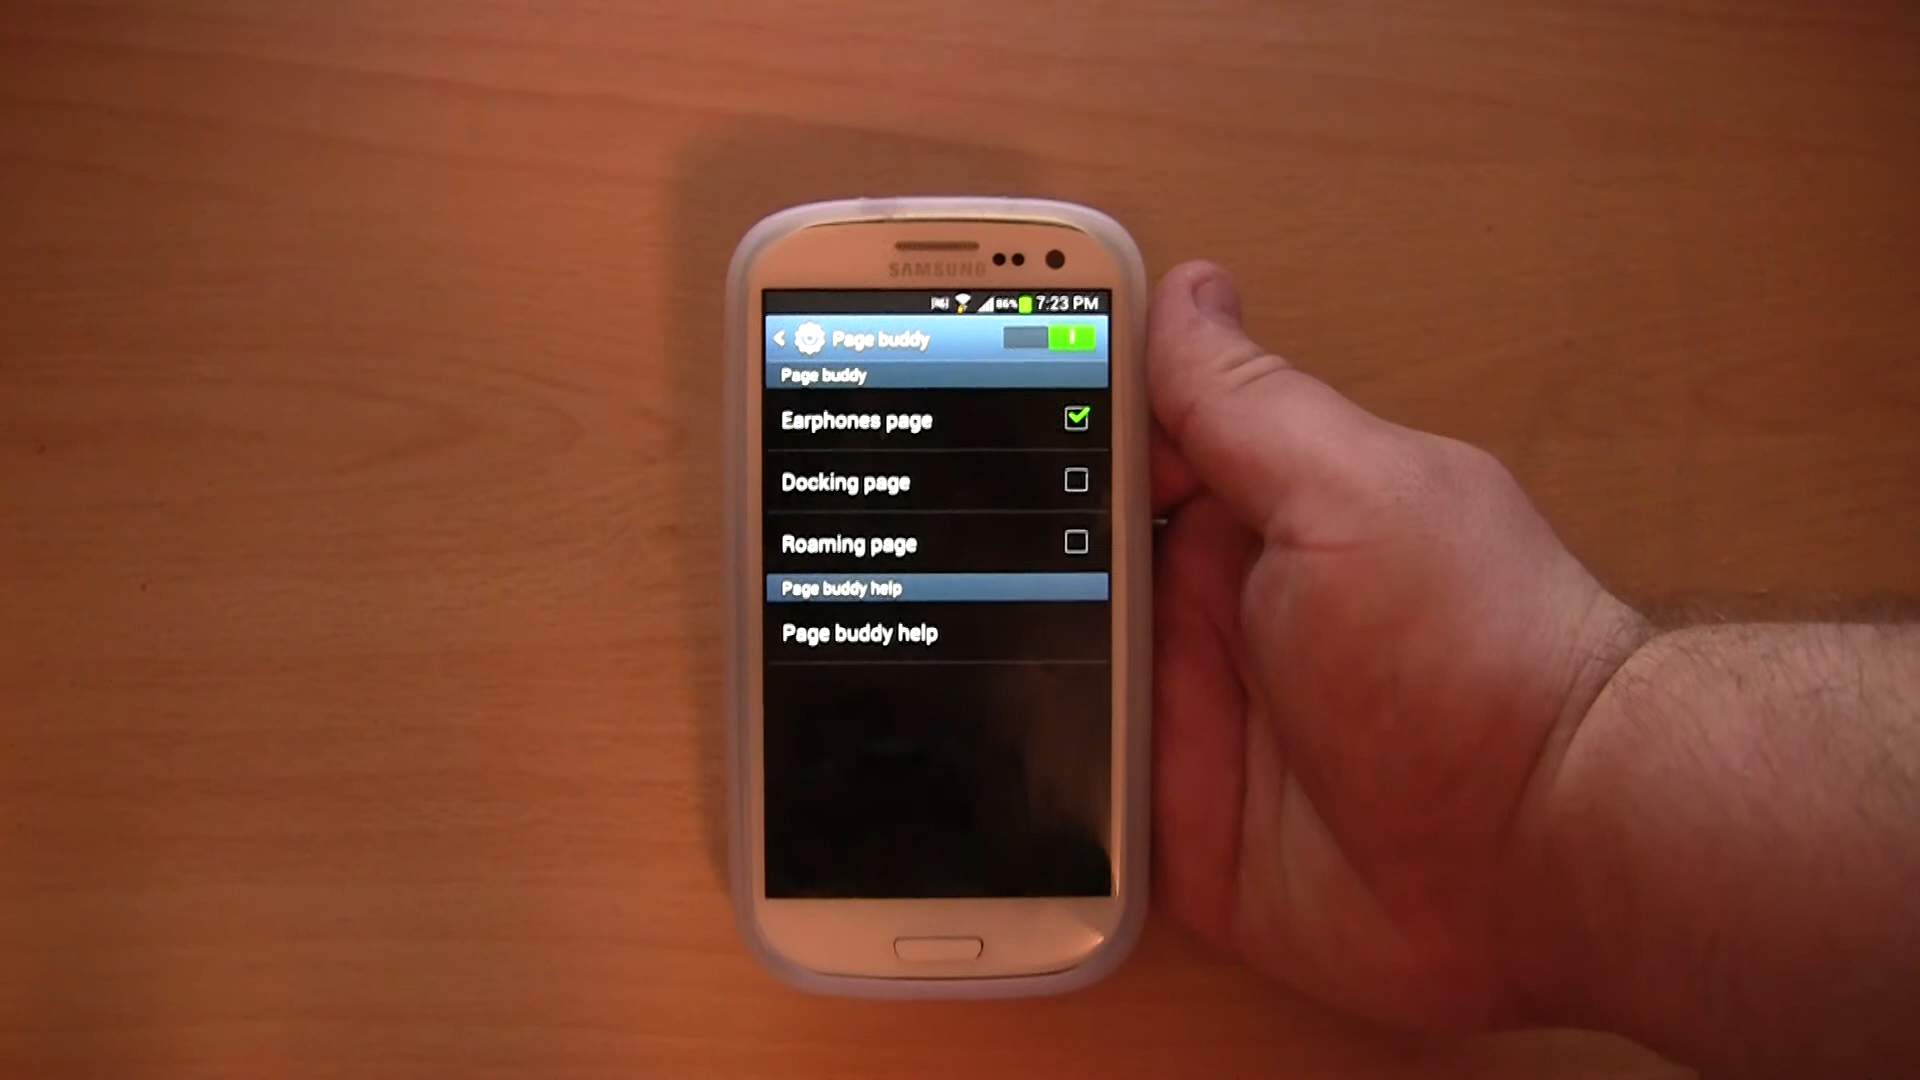 SAMSUNG
86% 7:23 PM
Page buddy
Page buddy
Earphones page
Docking page
Roaming page
Page buddy help
Page buddy help